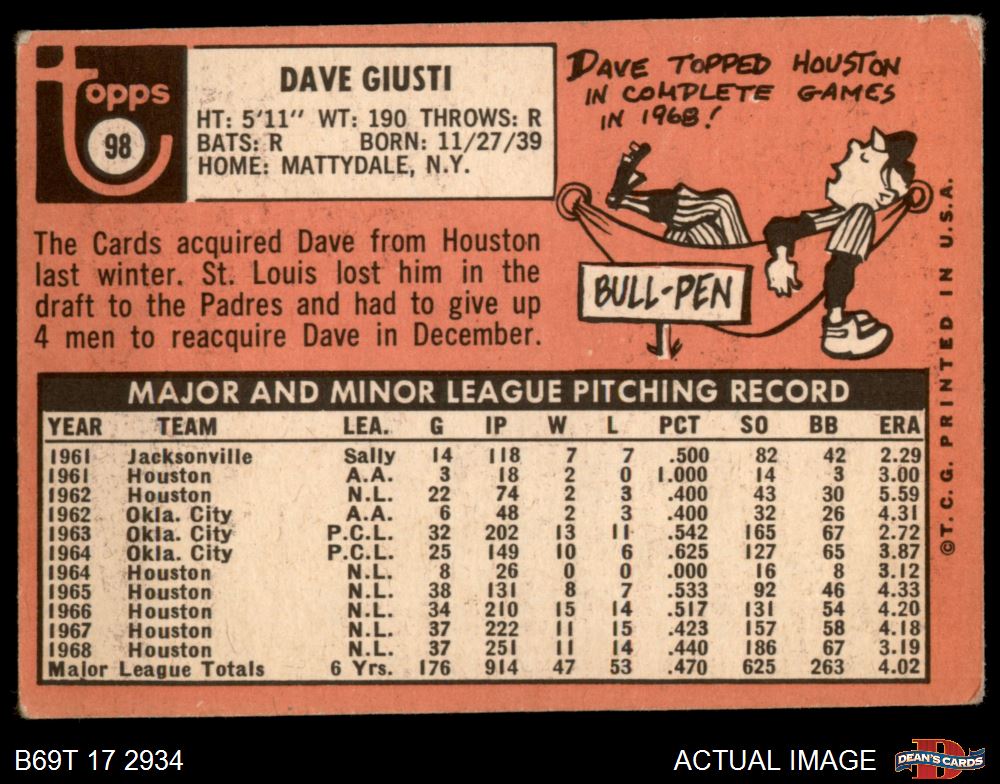 Topps
98
DAVE GIUSTI
HT: 5'11" WT: 190 THROWS: R
BATS: R BORN: 11/27/39
HOME: MATTYDALE, N.Y.
DAVE TOPPED HOUSTON
IN COMPLETE GAMES
IN 1968!
BULL-PEN
The Cards acquired Dave from Houston
last winter. St. Louis lost him in the
draft to the Padres and had to give up
4 men to reacquire Dave in December.
MAJOR AND MINOR LEAGUE PITCHING RECORD
YEAR TEAM LEA. G IP W L PCT SO BB ERA
1961 Jacksonville Sally 14 118 7 7 .500 82 42 2.29
1961 Houston A.A. 3 18 2 0 1.000 14 3 3.00
1962 Houston N.L. 22 74 2 3 .400 43 30 5.59
1962 Okla. City A.A. 6 48 2 3 .400 32 26 4.31
1963 Okla. City P.C.L. 32 202 13 11 .542 165 67 2.72
1964 Okla. City P.C.L. 25 149 10 6 .625 127 65 3.87
1964 Houston N.L. 8 26 0 0 .000 16 8 3.12
1965 Houston N.L. 38 131 8 7 .533 92 46 4.33
1966 Houston N.L. 34 210 15 14 .517 131 54 4.20
1967 Houston N.L. 37 222 11 15 .423 157 58 4.18
1968 Houston N.L. 37 251 11 14 .440 186 67 3.19
Major League Totals 6 Yrs. 176 914 47 53 .470 625 263 4.02
©T.C.G. PRINTED IN U.S.A.
B69T 17 2934
ACTUAL IMAGE
DEAN'S CARDS